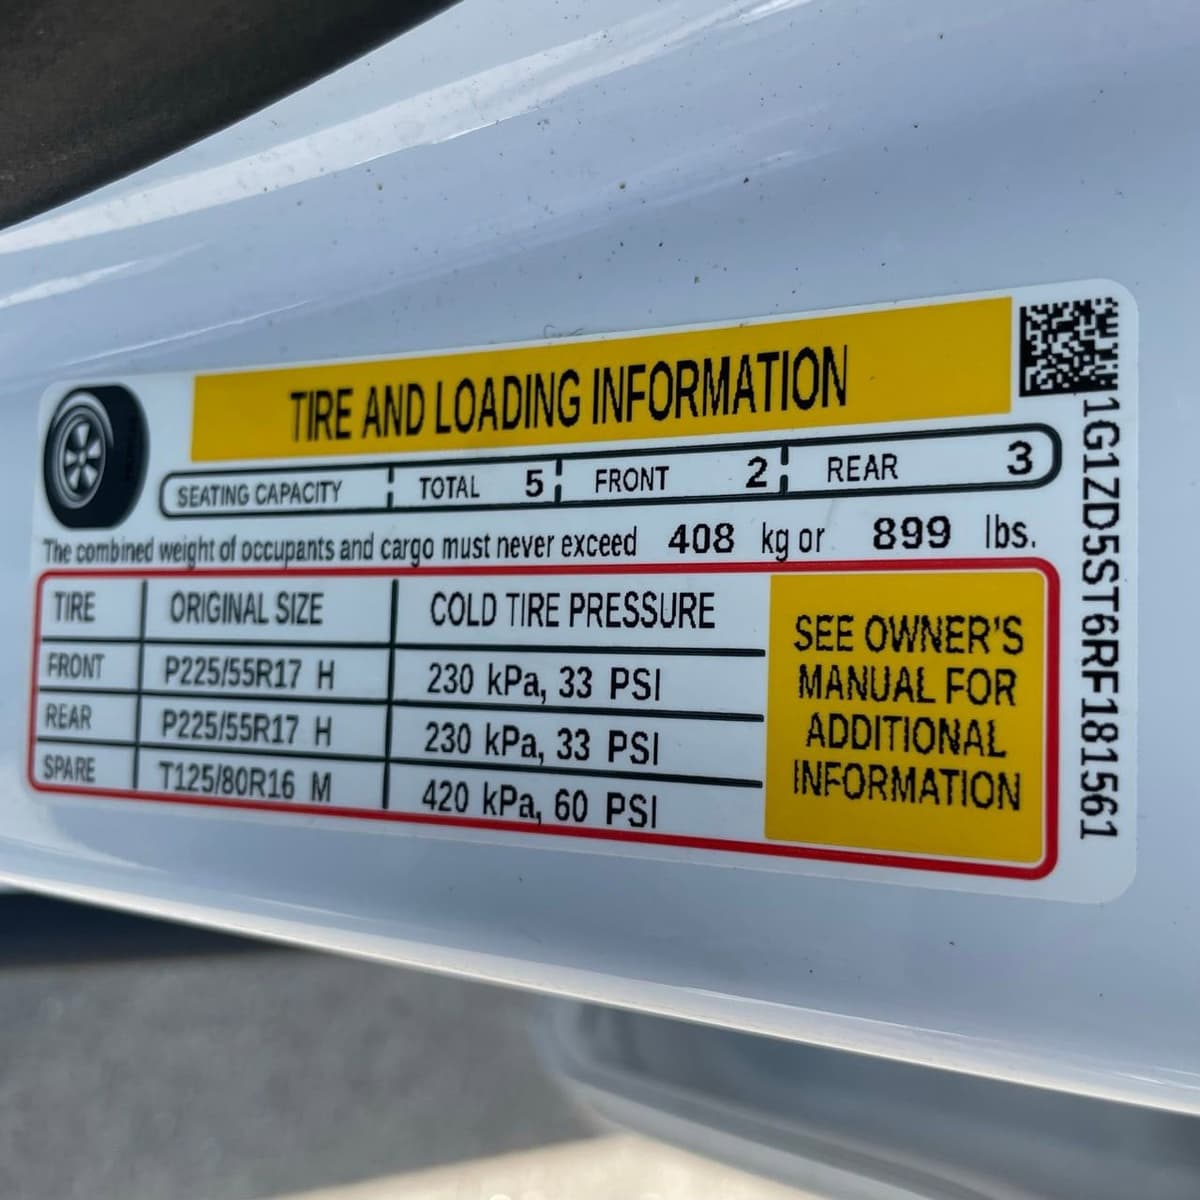 TIRE AND LOADING INFORMATION
SEATING CAPACITY TOTAL 5 FRONT 2 REAR 3
The combined weight of occupants and cargo must never exceed 408 kg or 899 lbs.
TIRE ORIGINAL SIZE COLD TIRE PRESSURE
FRONT P225/55R17 H 230 kPa, 33 PSI
REAR P225/55R17 H 230 kPa, 33 PSI
SPARE T125/80R16 M 420 kPa, 60 PSI
SEE OWNER'S
MANUAL FOR
ADDITIONAL
INFORMATION
1G1ZD5ST6RF181561